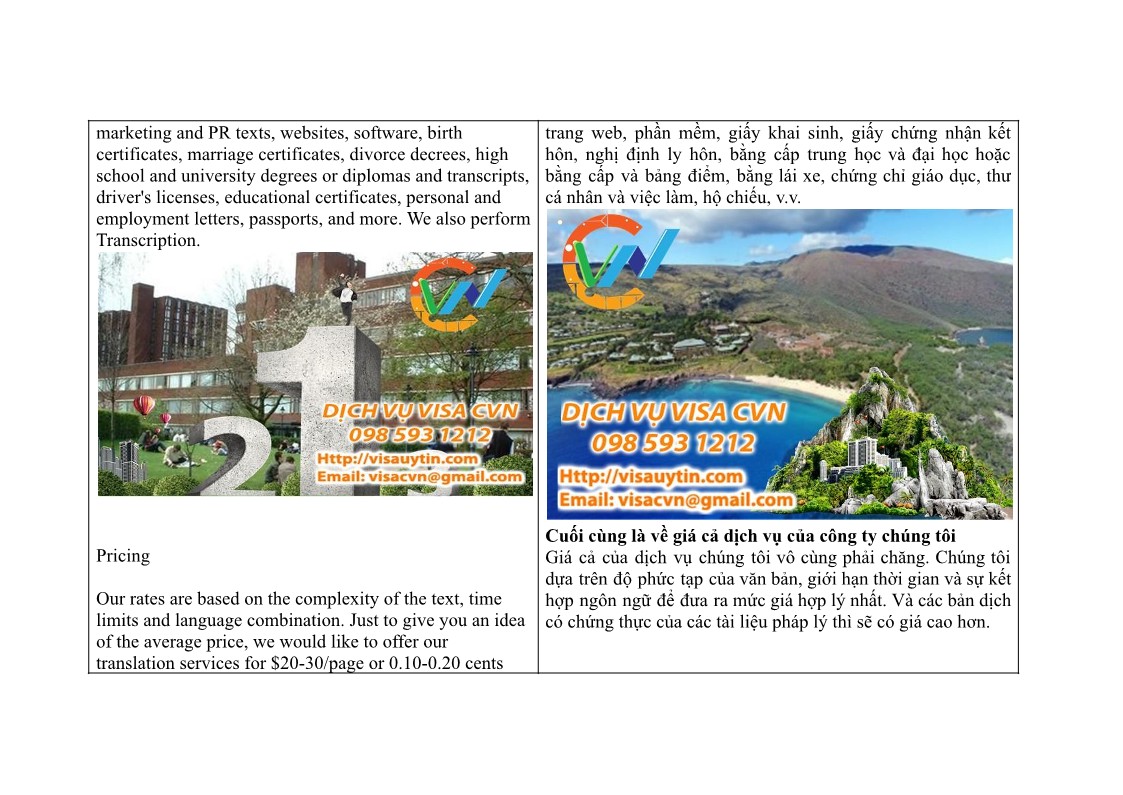 marketing and PR texts, websites, software, birth
certificates, marriage certificates, divorce decrees, high
school and university degrees or diplomas and transcripts,
driver's licenses, educational certificates, personal and
employment letters, passports, and more. We also perform
Transcription.
CVN
21
DỊCH VỤ VISA CVN
098 593 1212
Http://visauytin.com
Email: visacvn@gmail.com
Pricing
Our rates are based on the complexity of the text, time
limits and language combination. Just to give you an idea
of the average price, we would like to offer our
translation services for $20-30/page or 0.10-0.20 cents
trang web, phần mềm, giấy khai sinh, giấy chứng nhận kết
hôn, nghị định ly hôn, bằng cấp trung học và đại học hoặc
bằng cấp và bảng điểm, bằng lái xe, chứng chỉ giáo dục, thư
cá nhân và việc làm, hộ chiếu, v.v.
CVN
DỊCH VỤ VISA CVN
098 593 1212
Http://visauytin.com
Email: visacvn@gmail.com
Cuối cùng là về giá cả dịch vụ của công ty chúng tôi
Giá cả của dịch vụ chúng tôi vô cùng phải chăng. Chúng tôi
dựa trên độ phức tạp của văn bản, giới hạn thời gian và sự kết
hợp ngôn ngữ để đưa ra mức giá hợp lý nhất. Và các bản dịch
có chứng thực của các tài liệu pháp lý thì sẽ có giá cao hơn.